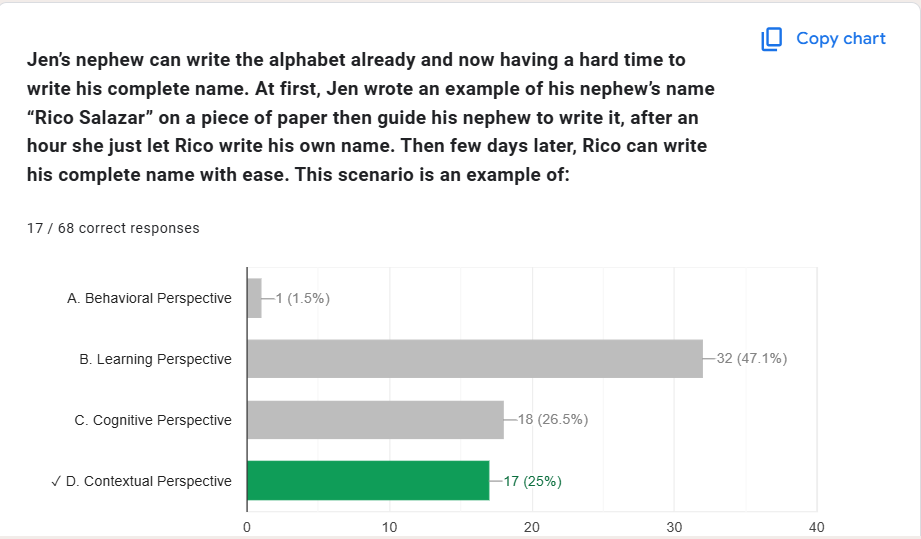 Copy chart
Jen’s nephew can write the alphabet already and now having a hard time to
write his complete name. At first, Jen wrote an example of his nephew’s name
“Rico Salazar” on a piece of paper then guide his nephew to write it, after an
hour she just let Rico write his own name. Then few days later, Rico can write
his complete name with ease. This scenario is an example of:
17 / 68 correct responses
A. Behavioral Perspective
1 (1.5%)
B. Learning Perspective
32 (47.1%)
C. Cognitive Perspective
18 (26.5%)
✓ D. Contextual Perspective
17 (25%)
0 10 20 30 40